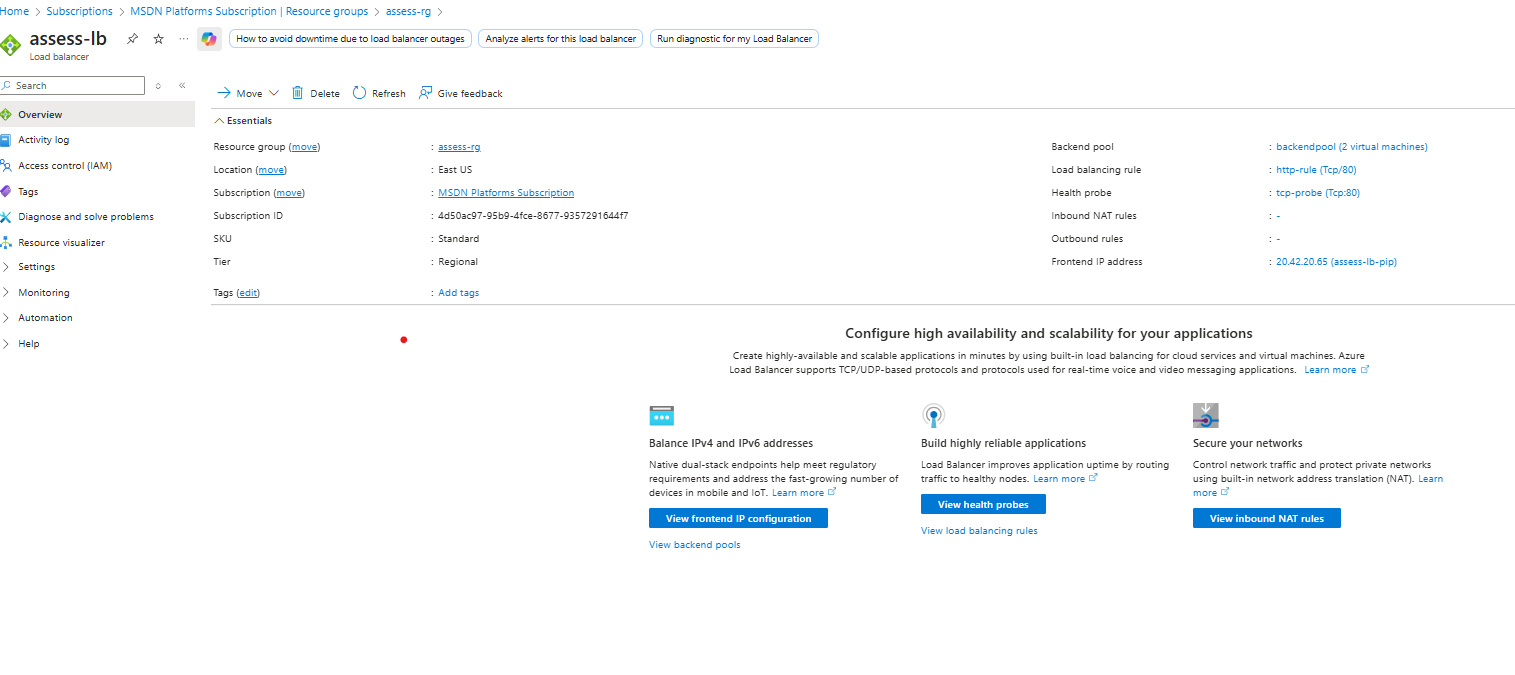 Home > Subscriptions > MSDN Platforms Subscription | Resource groups > assess-rg >
assess-lb
Load balancer
How to avoid downtime due to load balancer outages
Analyze alerts for this load balancer
Run diagnostic for my Load Balancer
Search
Move
Delete
Refresh
Give feedback
Overview
Activity log
Access control (IAM)
Tags
Diagnose and solve problems
Resource visualizer
Settings
Monitoring
Automation
Help
Essentials
Resource group (move) : assess-rg
Location (move) : East US
Subscription (move) : MSDN Platforms Subscription
Subscription ID : 4d50ac97-95b9-4fce-8677-9357291644f7
SKU : Standard
Tier : Regional
Tags (edit) : Add tags
Backend pool : backendpool (2 virtual machines)
Load balancing rule : http-rule (Tcp/80)
Health probe : tcp-probe (Tcp:80)
Inbound NAT rules : -
Outbound rules : -
Frontend IP address : 20.42.20.65 (assess-lb-pip)
Configure high availability and scalability for your applications
Create highly-available and scalable applications in minutes by using built-in load balancing for cloud services and virtual machines. Azure
Load Balancer supports TCP/UDP-based protocols and protocols used for real-time voice and video messaging applications. Learn more
Balance IPv4 and IPv6 addresses
Native dual-stack endpoints help meet regulatory
requirements and address the fast-growing number of
devices in mobile and IoT. Learn more
View frontend IP configuration
View backend pools
Build highly reliable applications
Load Balancer improves application uptime by routing
traffic to healthy nodes. Learn more
View health probes
View load balancing rules
Secure your networks
Control network traffic and protect private networks
using built-in network address translation (NAT). Learn
more
View inbound NAT rules